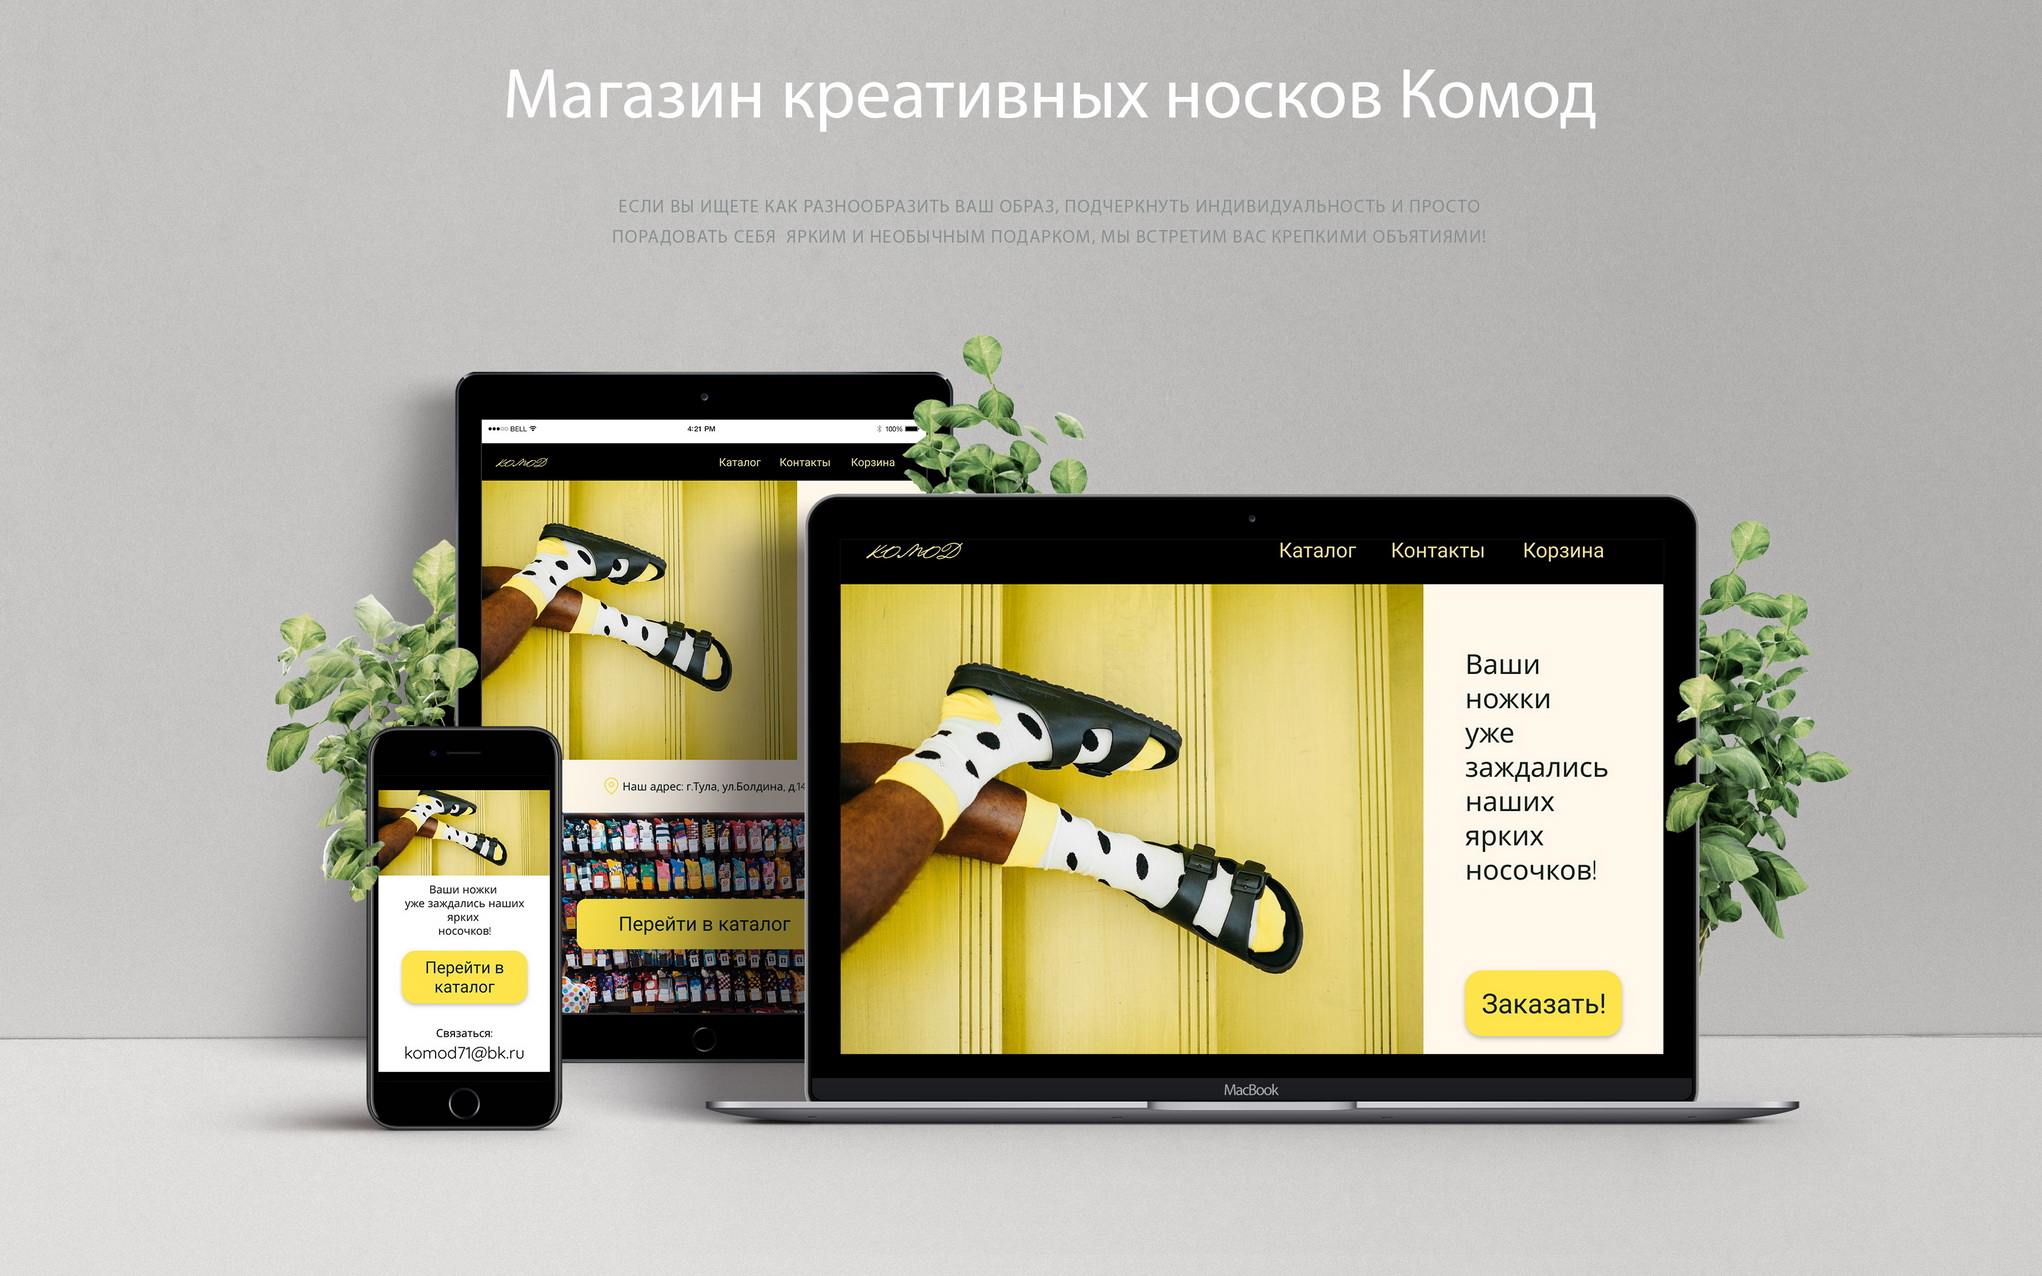 Магазин креативных носков Комод
ЕСЛИ ВЫ ИЩЕТЕ КАК РАЗНООБРАЗИТЬ ВАШ ОБРАЗ, ПОДЧЕРКНУТЬ ИНДИВИДУАЛЬНОСТЬ И ПРОСТО
ПОРАДОВАТЬ СЕБЯ ЯРКИМ И НЕОБЫЧНЫМ ПОДАРКОМ, МЫ ВСТРЕТИМ ВАС КРЕПКИМИ ОБЪЯТИЯМИ!
BELL 4:21 PM 100%
КОМОД Каталог Контакты Корзина
Наш адрес: г.Тула, ул.Болдина, д.14
Перейти в каталог
Ваши ножки
уже заждались наших
ярких
носочков!
Перейти в
каталог
Связаться:
komod71@bk.ru
КОМОД Каталог Контакты Корзина
Ваши
ножки
уже
заждались
наших
ярких
носочков!
Заказать!
MacBook